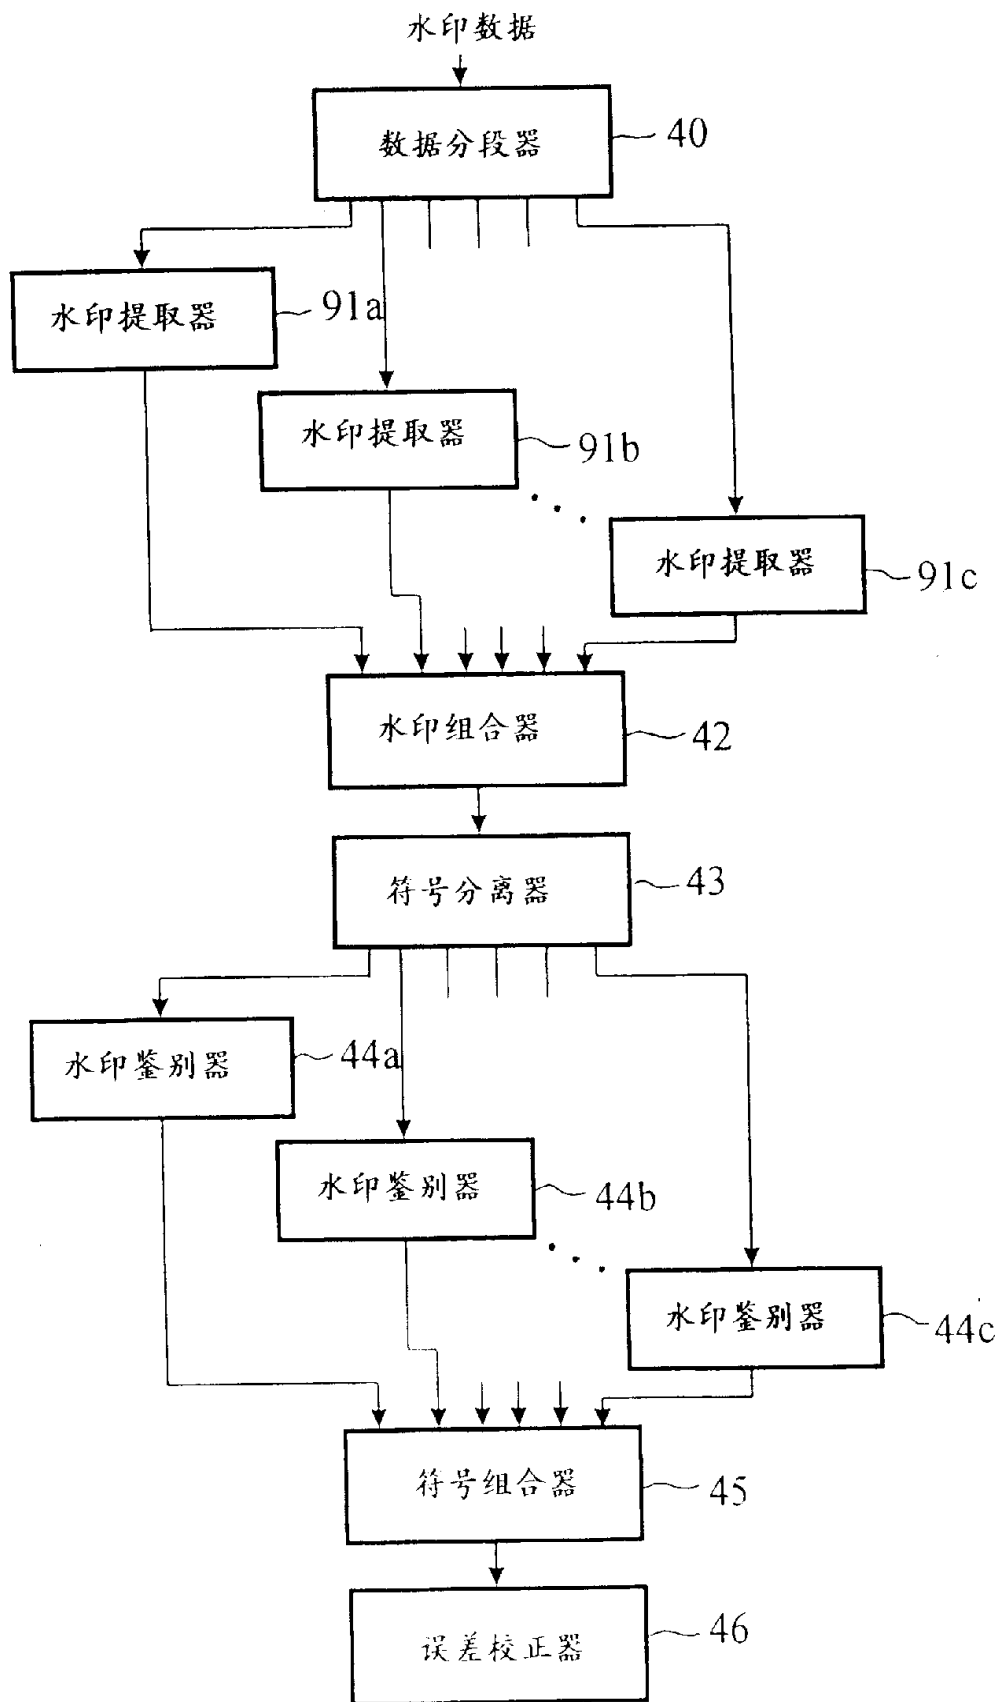 水印数据
数据分段器
40
水印提取器
91a
水印提取器
91b
水印提取器
91c
水印组合器
42
符号分离器
43
水印鉴别器
44a
水印鉴别器
44b
水印鉴别器
44c
符号组合器
45
误差校正器
46